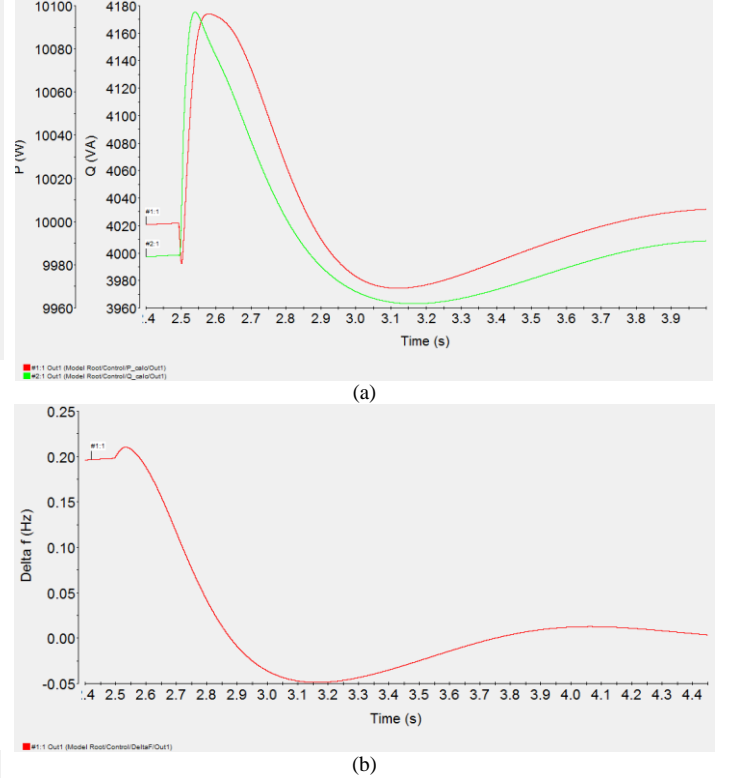 10100
10080
10060
10040
10020
10000
9980
9960
P (W)
4180
4160
4140
4120
4100
4080
4060
4040
4020
4000
3980
3960
Q (VA)
#1:1
#2:1
.4 2.5 2.6 2.7 2.8 2.9 3.0 3.1 3.2 3.3 3.4 3.5 3.6 3.7 3.8 3.9
Time (s)
#1:1 Out1 (Model Root/Control/P_calc/Out1)
#2:1 Out1 (Model Root/Control/Q_calc/Out1)
(a)
0.25
0.20
0.15
0.10
0.05
0.00
-0.05
Delta f (Hz)
#1:1
.4 2.5 2.6 2.7 2.8 2.9 3.0 3.1 3.2 3.3 3.4 3.5 3.6 3.7 3.8 3.9 4.0 4.1 4.2 4.3 4.4
Time (s)
#1:1 Out1 (Model Root/Control/DeltaF/Out1)
(b)